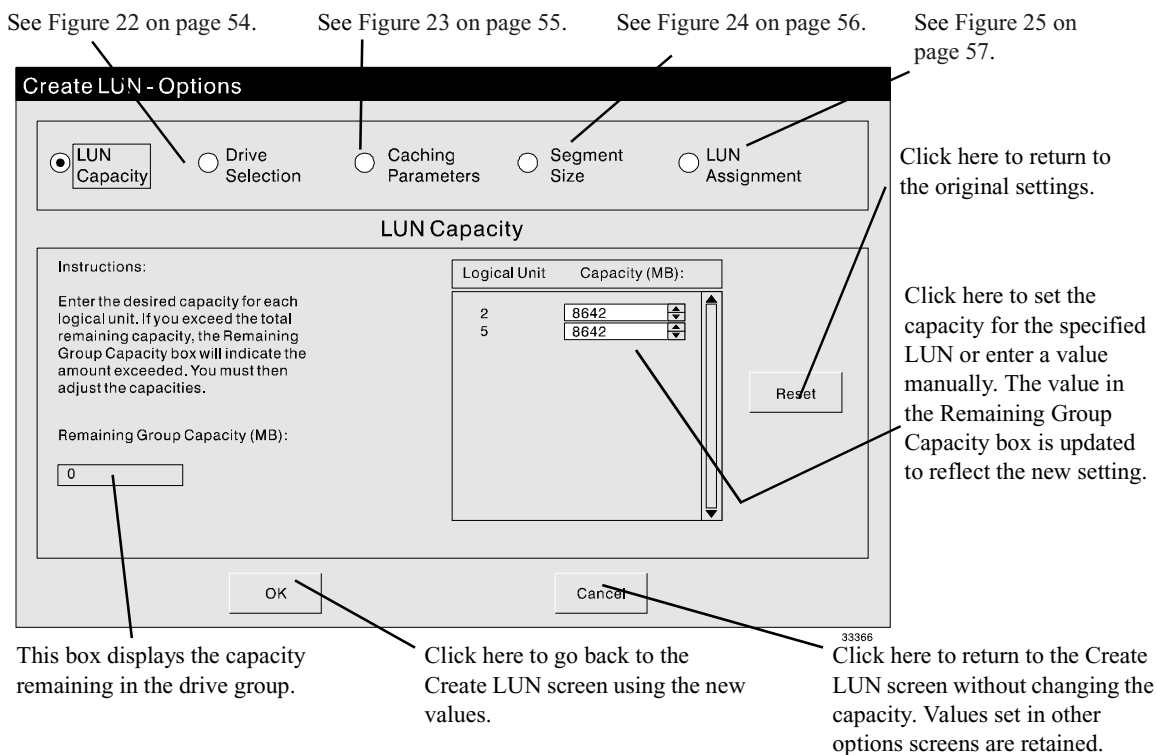 See Figure 22 on page 54.
See Figure 23 on page 55.
See Figure 24 on page 56.
See Figure 25 on
page 57.
Create LUN - Options
LUN
Capacity
Drive
Selection
Caching
Parameters
Segment
Size
LUN
Assignment
Click here to return to
the original settings.
LUN Capacity
Instructions:
Enter the desired capacity for each
logical unit. If you exceed the total
remaining capacity, the Remaining
Group Capacity box will indicate the
amount exceeded. You must then
adjust the capacities.
Remaining Group Capacity (MB):
0
Logical Unit Capacity (MB):
2 8642
5 8642
Reset
Click here to set the
capacity for the specified
LUN or enter a value
manually. The value in
the Remaining Group
Capacity box is updated
to reflect the new setting.
OK
Cancel
33366
This box displays the capacity
remaining in the drive group.
Click here to go back to the
Create LUN screen using the new
values.
Click here to return to the Create
LUN screen without changing the
capacity. Values set in other
options screens are retained.